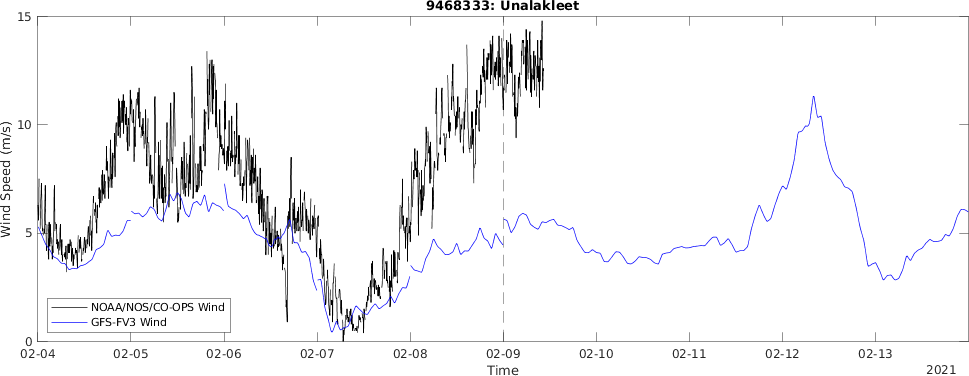 9468333: Unalakleet
15
10
5
0
Wind Speed (m/s)
NOAA/NOS/CO-OPS Wind
GFS-FV3 Wind
02-04 02-05 02-06 02-07 02-08 02-09 02-10 02-11 02-12 02-13
Time
2021